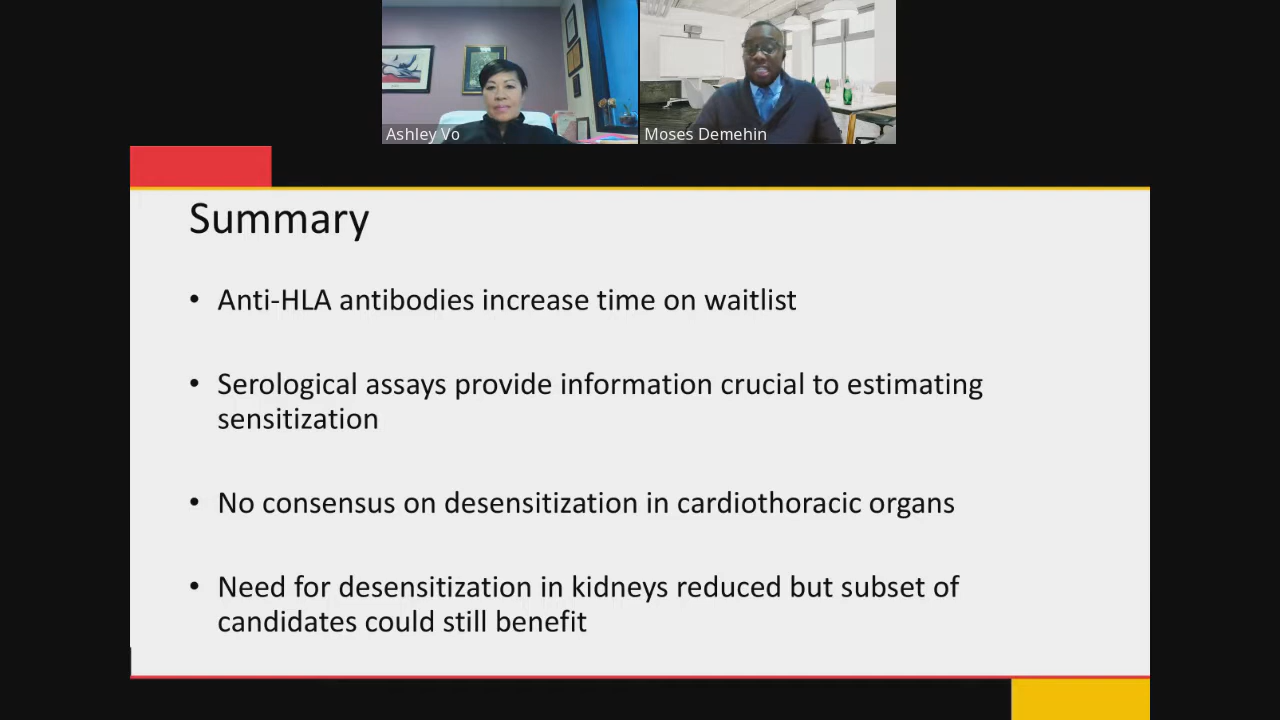 Ashley Vo
Moses Demehin
Summary
• Anti-HLA antibodies increase time on waitlist
• Serological assays provide information crucial to estimating
sensitization
• No consensus on desensitization in cardiothoracic organs
• Need for desensitization in kidneys reduced but subset of
candidates could still benefit